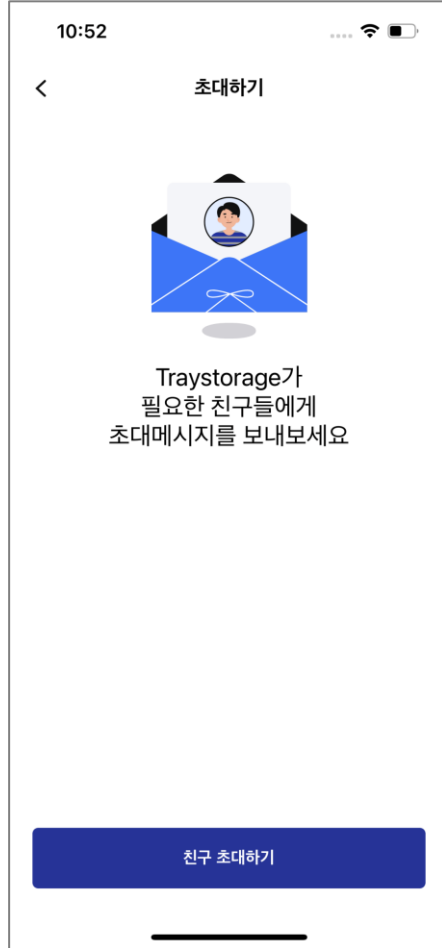 10:52
초대하기
Traystorage가
필요한 친구들에게
초대메시지를 보내보세요
친구 초대하기